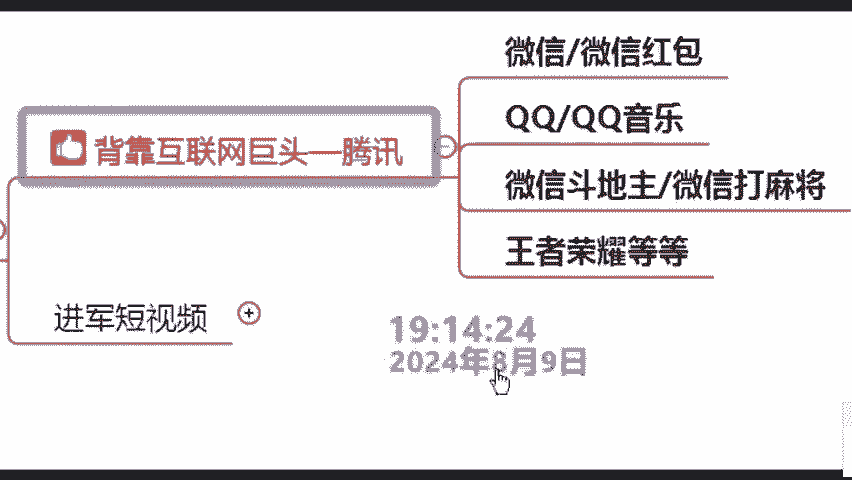 微信/微信红包
QQ/QQ音乐
背靠互联网巨头—腾讯
微信斗地主/微信打麻将
王者荣耀等等
进军短视频
19:14:24
2024年8月9日